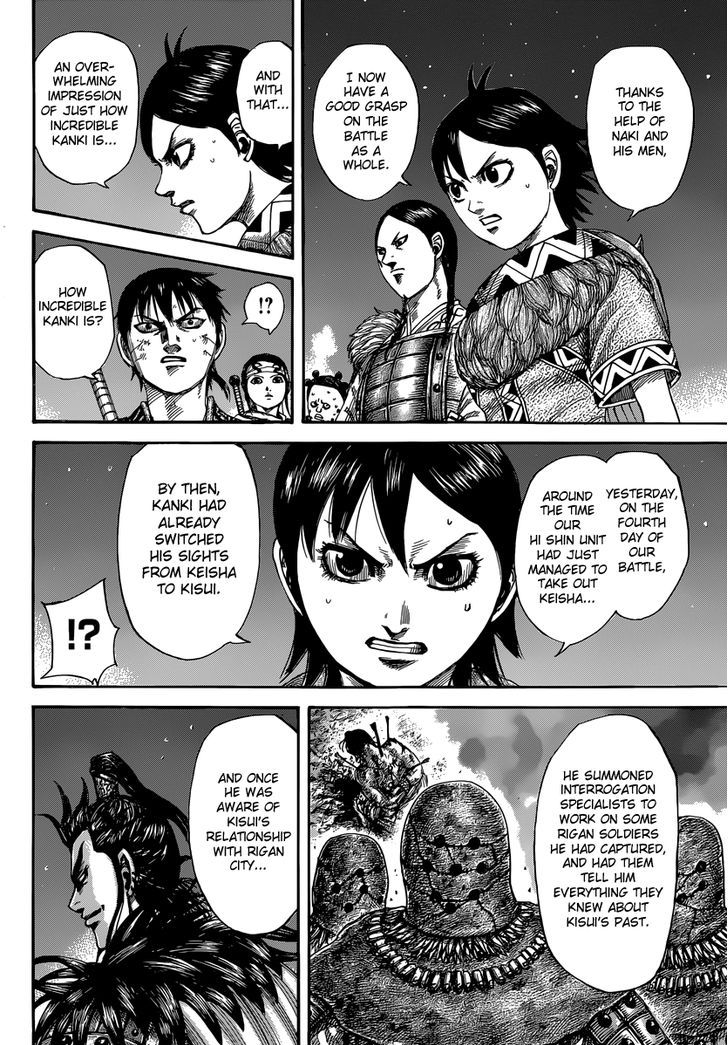 THANKS
TO THE
HELP OF
NAKI AND
HIS MEN,
I NOW
HAVE A
GOOD GRASP
ON THE
BATTLE
AS A
WHOLE.
AND
WITH
THAT...
AN OVER-
WHELMING
IMPRESSION
OF JUST HOW
INCREDIBLE
KANKI IS...
!?
HOW
INCREDIBLE
KANKI IS?
YESTERDAY,
ON THE
FOURTH
DAY OF
OUR
BATTLE,
AROUND
THE TIME
OUR
HI SHIN UNIT
HAD JUST
MANAGED TO
TAKE OUT
KEISHA...
BY THEN,
KANKI HAD
ALREADY
SWITCHED
HIS SIGHTS
FROM KEISHA
TO KISUI.
!?
HE SUMMONED
INTERROGATION
SPECIALISTS TO
WORK ON SOME
RIGAN SOLDIERS
HE HAD CAPTURED,
AND HAD THEM
TELL HIM
EVERYTHING THEY
KNEW ABOUT
KISUI'S PAST.
AND ONCE
HE WAS
AWARE OF
KISUI'S
RELATIONSHIP
WITH RIGAN
CITY...